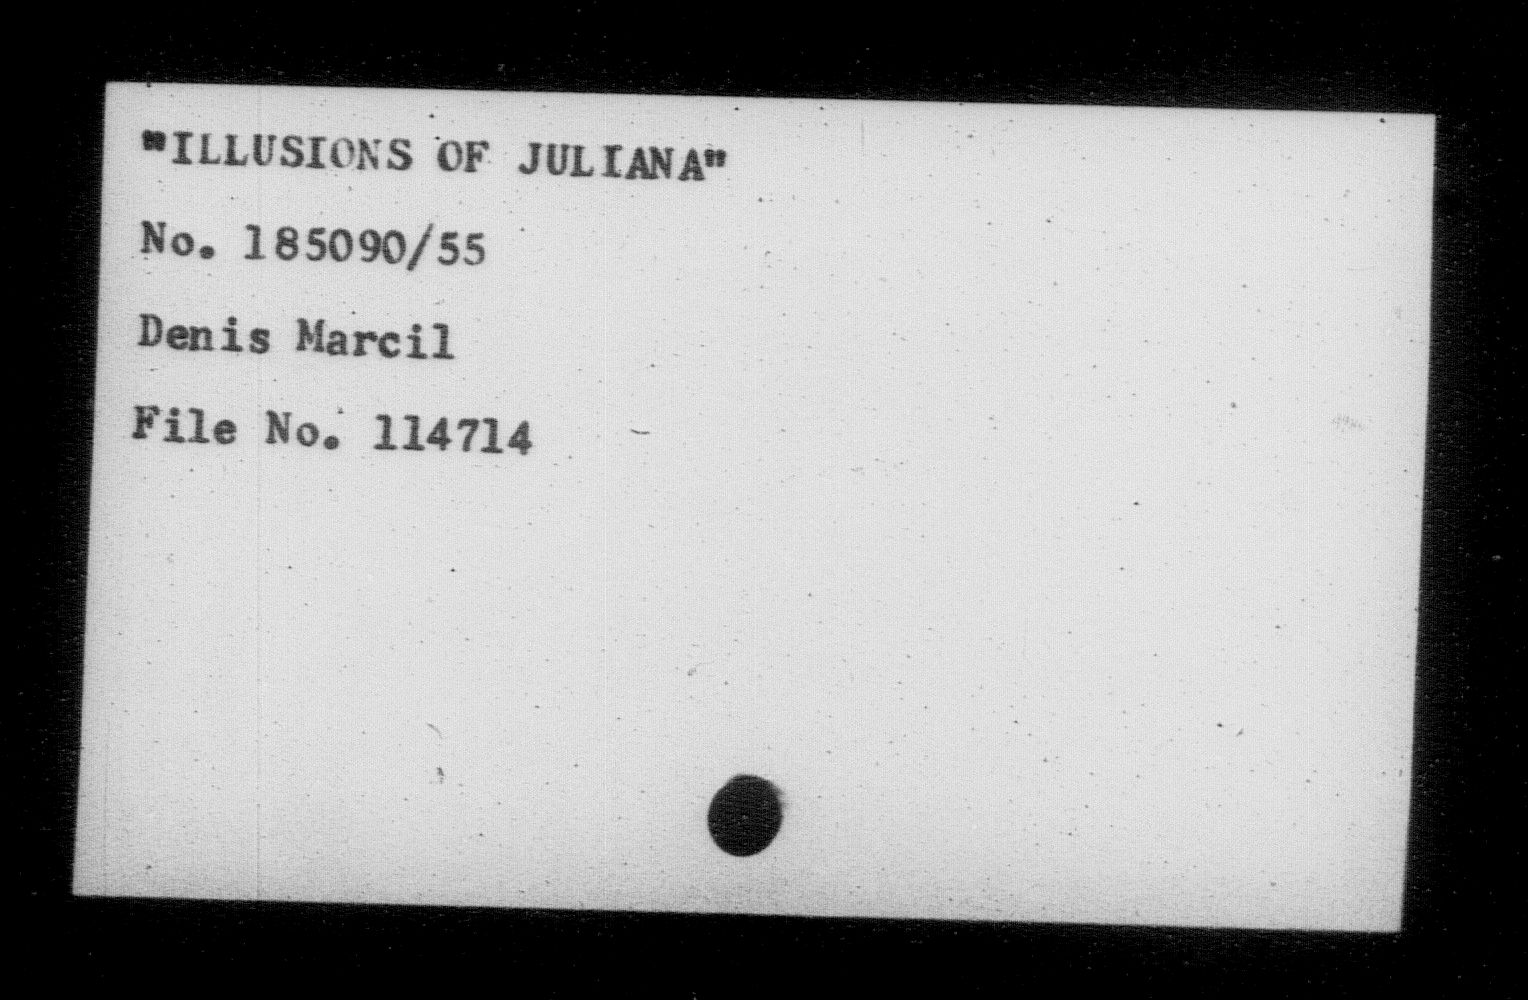 "ILLUSIONS OF JULIANA"
No. 185090/55
Denis Marcil
File No. 114714